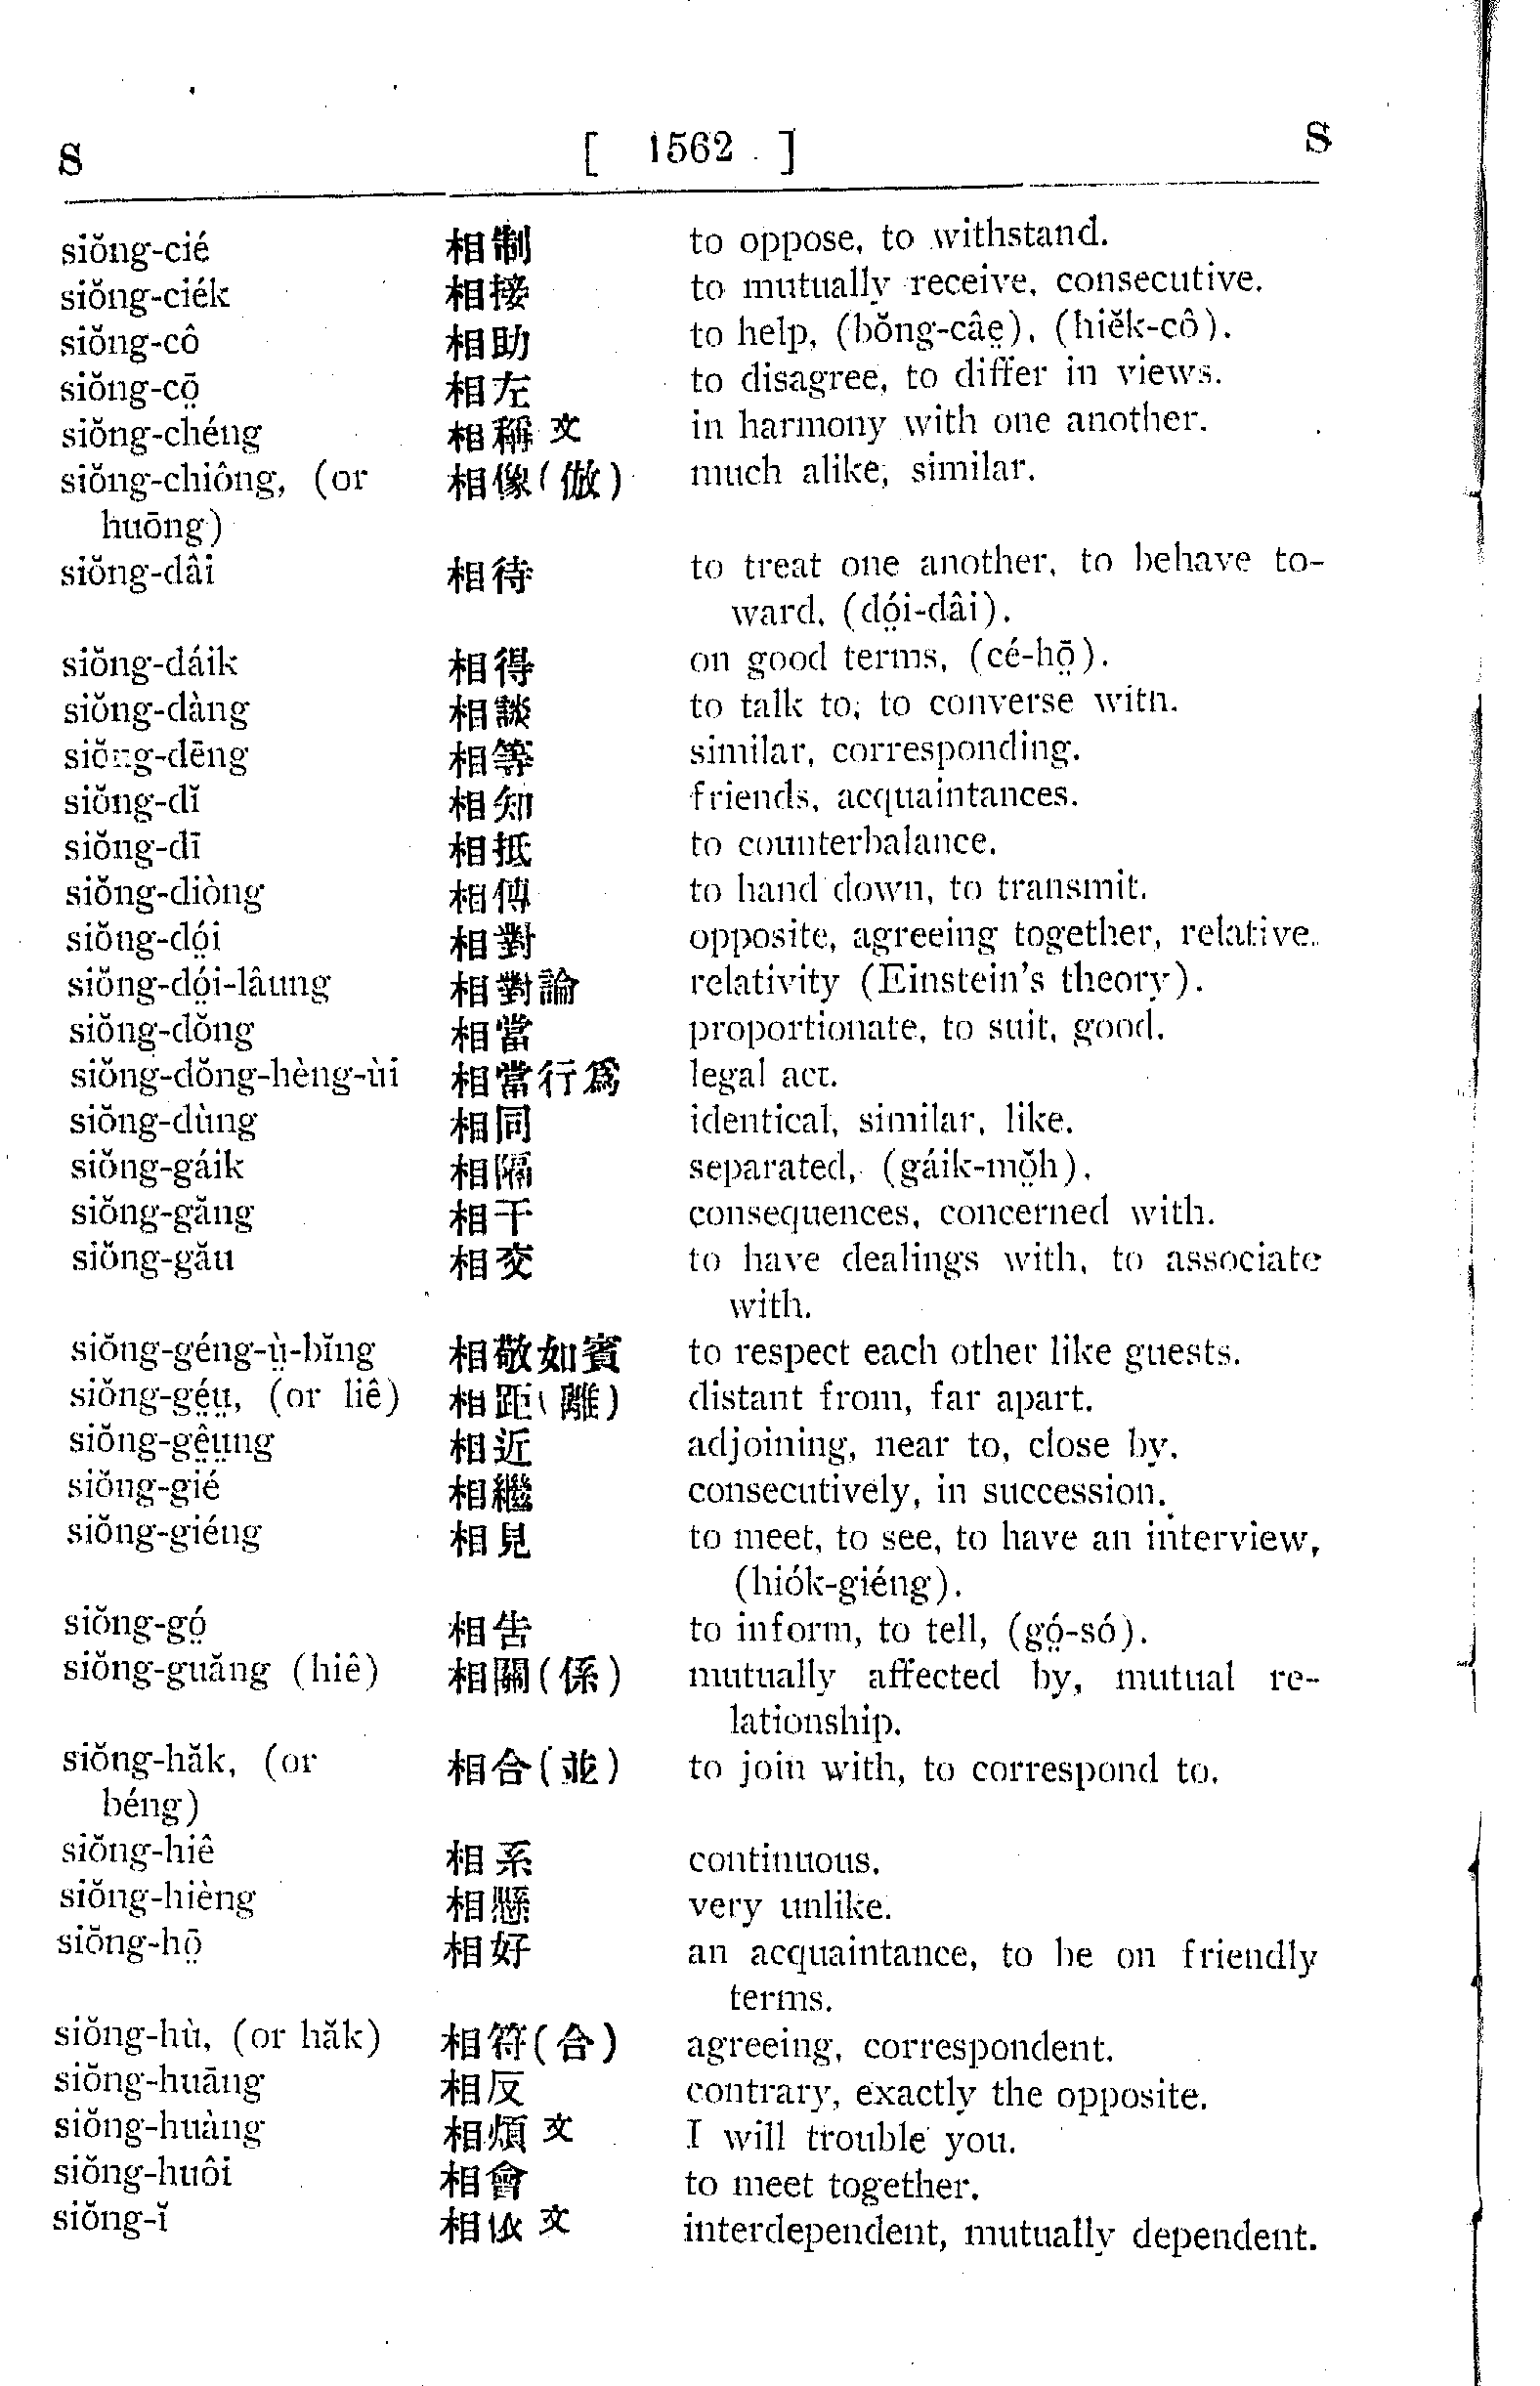 S [ 1562 ] S
siŏng-cié 相制 to oppose, to withstand.
siŏng-ciék 相接 to mutually receive, consecutive.
siŏng-cô 相助 to help, (bŏng-câe̤), (hiĕk-cô).
siŏng-cō̤ 相左 to disagree, to differ in views.
siŏng-chéng 相稱 文 in harmony with one another.
siŏng-chiông, (or 相像(倣) much alike, similar.
huōng)
siŏng-dâi 相待 to treat one another, to behave to-
ward, (dó̤i-dâi).
siŏng-dáik 相得 on good terms, (cé-hō̤).
siŏng-dàng 相談 to talk to, to converse with.
siŏng-dēng 相等 similar, corresponding.
siŏng-dĭ 相知 friends, acquaintances.
siŏng-dī 相抵 to counterbalance.
siŏng-diòng 相傳 to hand down, to transmit.
siŏng-dó̤i 相對 opposite, agreeing together, relative.
siŏng-dó̤i-lâung 相對論 relativity (Einstein's theory).
siŏng-dŏng 相當 proportionate, to suit, good.
siŏng-dŏng-hèng-ùi 相當行爲 legal act.
siŏng-dùng 相同 identical, similar, like.
siŏng-gáik 相隔 separated, (gáik-mŏ̤h).
siŏng-găng 相干 consequences, concerned with.
siŏng-gău 相交 to have dealings with, to associate
with.
siŏng-géng-ṳ̀-bĭng 相敬如賓 to respect each other like guests.
siŏng-gé̤ṳ, (or liê) 相距(離) distant from, far apart.
siŏng-gê̤ṳng 相近 adjoining, near to, close by.
siŏng-gié 相繼 consecutively, in succession.
siŏng-giéng 相見 to meet, to see, to have an interview,
(hiók-giéng).
siŏng-gó̤ 相告 to inform, to tell, (gó̤-só).
siŏng-guăng (hiê) 相關(係) mutually affected by, mutual re-
lationship.
siŏng-hăk, (or 相合(並) to join with, to correspond to.
béng)
siŏng-hiê 相系 continuous.
siŏng-hièng 相懸 very unlike.
siŏng-hō̤ 相好 an acquaintance, to be on friendly
terms.
siŏng-hù, (or hăk) 相符(合) agreeing, correspondent.
siŏng-huāng 相反 contrary, exactly the opposite.
siŏng-huàng 相煩 文 I will trouble you.
siŏng-huôi 相會 to meet together.
siŏng-ĭ 相依 文 interdependent, mutually dependent.